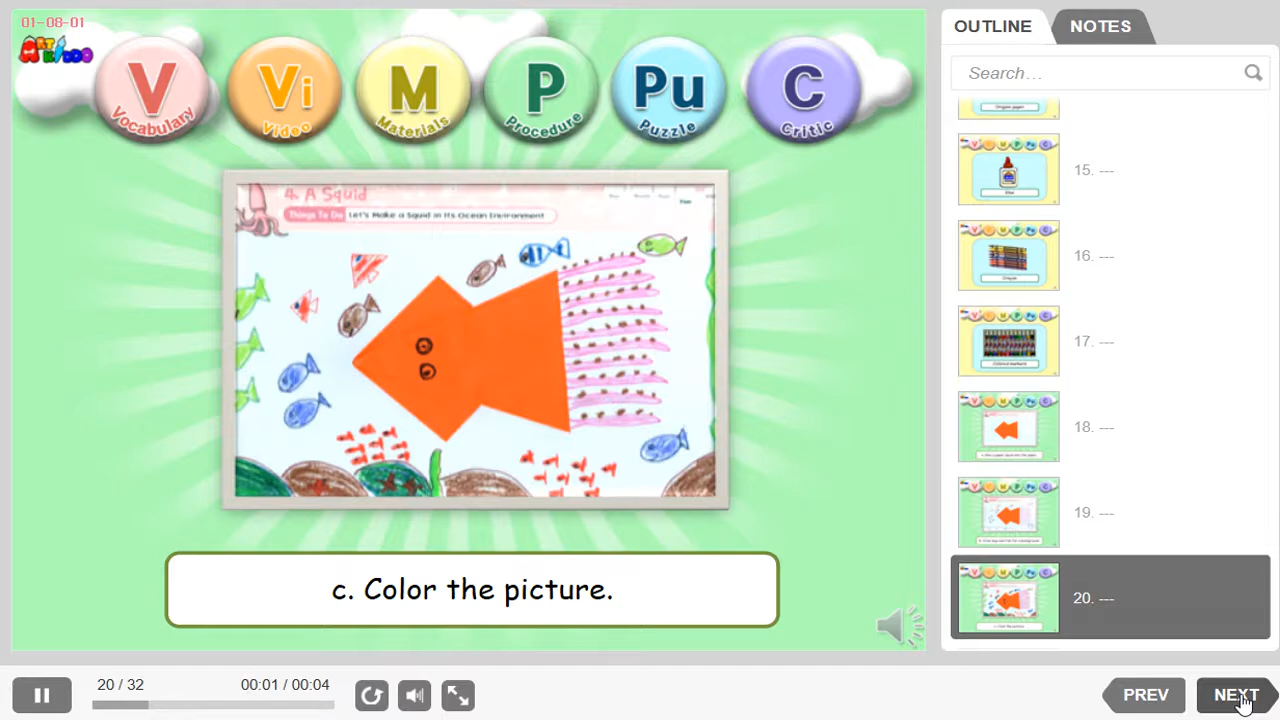 01-08-01
ART KIDOO
V
Vocabulary
Vi
Video
M
Materials
P
Procedure
Pu
Puzzle
C
Critic
4. A Squid
Things To Do Let's Make a Squid in Its Ocean Environment
c. Color the picture.
OUTLINE
NOTES
Search...
15. ---
16. ---
17. ---
18. ---
19. ---
20. ---
20 / 32
00:01 / 00:04
PREV
NEXT